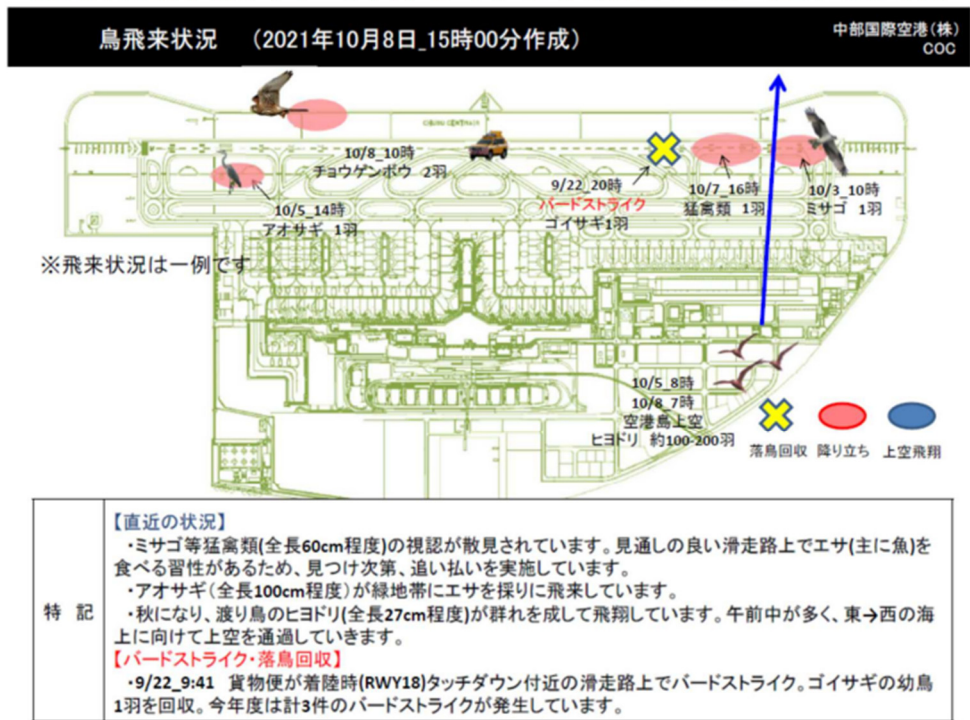 鳥飛来状況　（2021年10月8日_15時00分作成）
中部国際空港（株）
COC
10/8_10時
チョウゲンボウ 2羽
10/5_14時
アオサギ 1羽
9/22_20時
バードストライク
ゴイサギ1羽
10/7_16時
猛禽類 1羽
10/3_10時
ミサゴ 1羽
※飛来状況は一例です
10/5_8時
10/8_7時
空港島上空
ヒヨドリ 約100-200羽
落鳥回収
降り立ち
上空飛翔
特 記
【直近の状況】
・ミサゴ等猛禽類(全長60cm程度)の視認が散見されています。見通しの良い滑走路上でエサ(主に魚)を
食べる習性があるため、見つけ次第、追い払いを実施しています。
・アオサギ（全長100cm程度）が緑地帯にエサを採りに飛来しています。
・秋になり、渡り鳥のヒヨドリ(全長27cm程度)が群れを成して飛翔しています。午前中が多く、東→西の海
上に向けて上空を通過していきます。
【バードストライク・落鳥回収】
・9/22_9:41 貨物便が着陸時(RWY18)タッチダウン付近の滑走路上でバードストライク。ゴイサギの幼鳥
1羽を回収。今年度は計3件のバードストライクが発生しています。